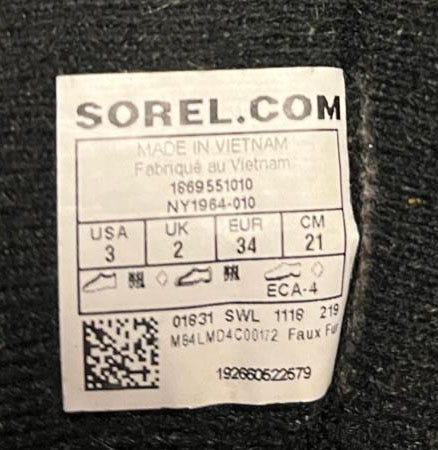 SOREL.COM
MADE IN VIETNAM
Fabriqué au Vietnam
1669551010
NY1964-010
USA UK EUR CM
3 2 34 21
ECA-4
01831 SWL 1118 219
M64LMD4C00172 Faux Fur
192660522579